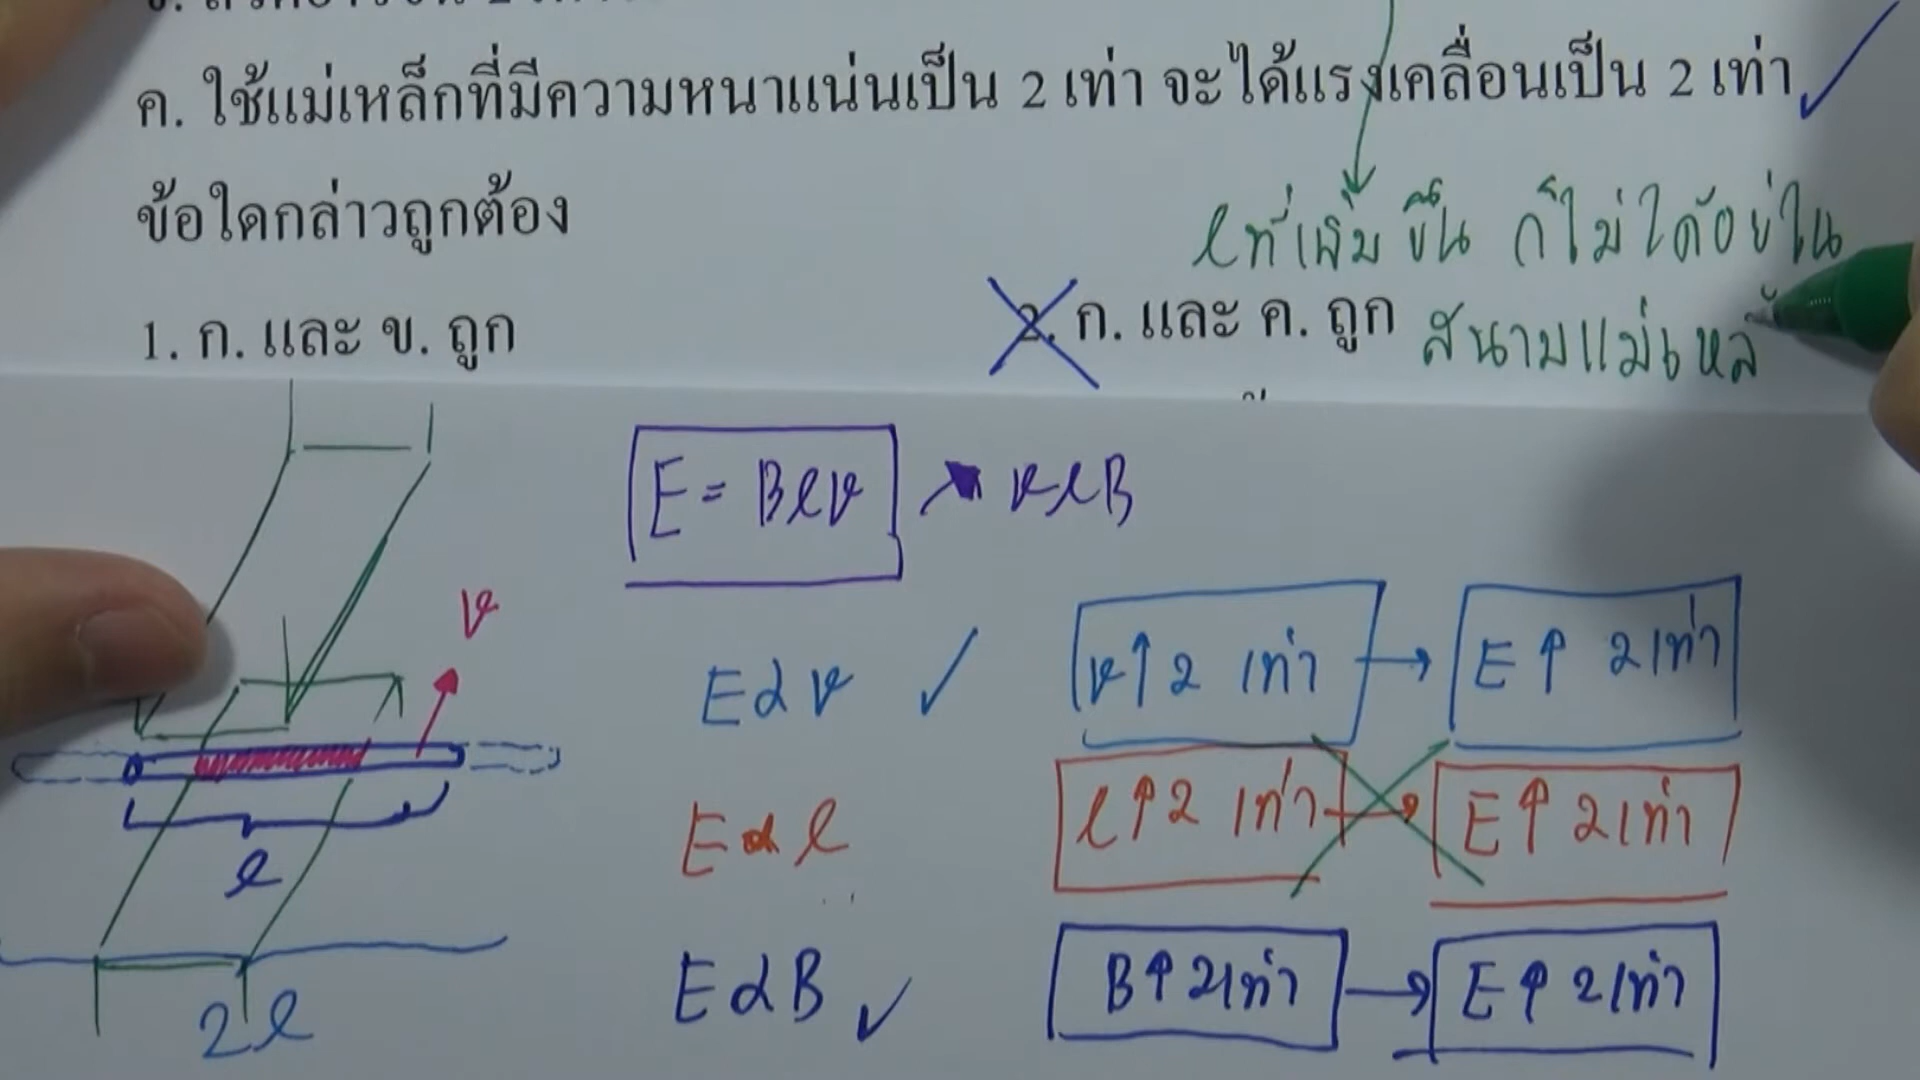 ค. ใช้แม่เหล็กที่มีความหนาแน่นเป็น 2 เท่า จะได้แรงเคลื่อนเป็น 2 เท่า
ข้อใดกล่าวถูกต้อง
l ที่เพิ่มขึ้น ก็ไม่ได้อยู่ใน
สนามแม่เหล็
1. ก. และ ข. ถูก
2. ก. และ ค. ถูก
E = Blv
vlB
v
E α v
v↑ 2 เท่า → E↑ 2 เท่า
E α l
l↑ 2 เท่า → E↑ 2 เท่า
l
E α B
B↑ 2 เท่า → E↑ 2 เท่า
2l